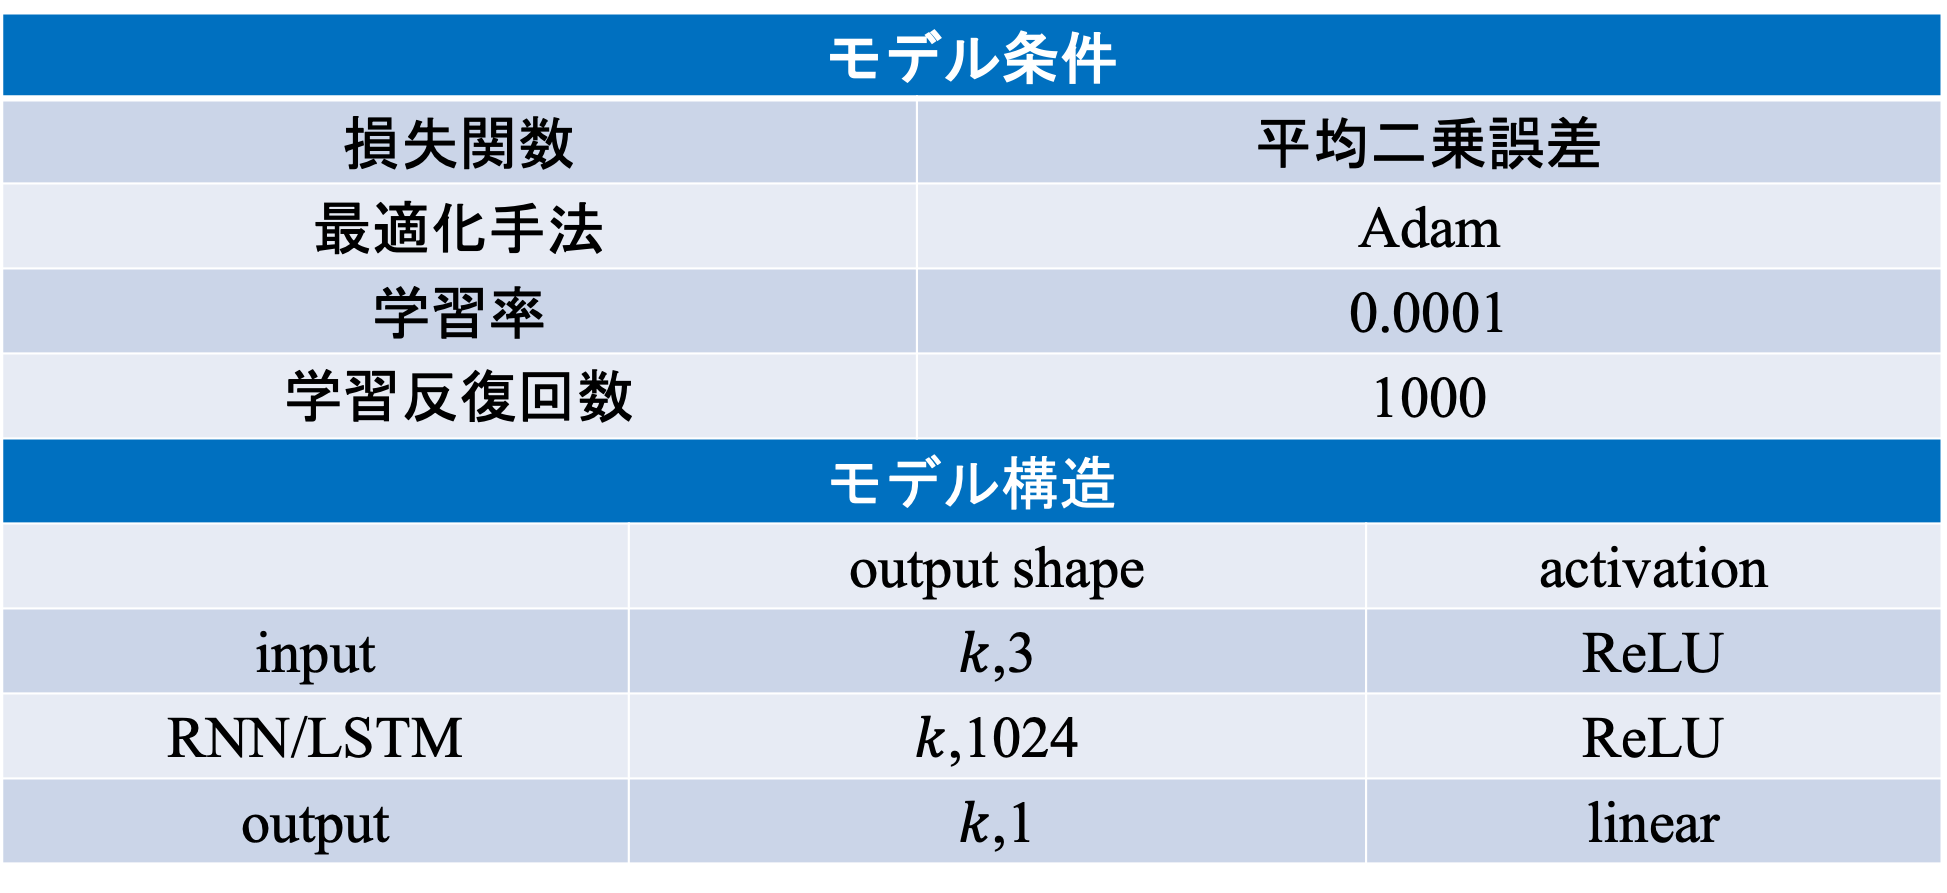 モデル条件
損失関数 平均二乗誤差
最適化手法 Adam
学習率 0.0001
学習反復回数 1000
モデル構造
output shape activation
input k,3 ReLU
RNN/LSTM k,1024 ReLU
output k,1 linear